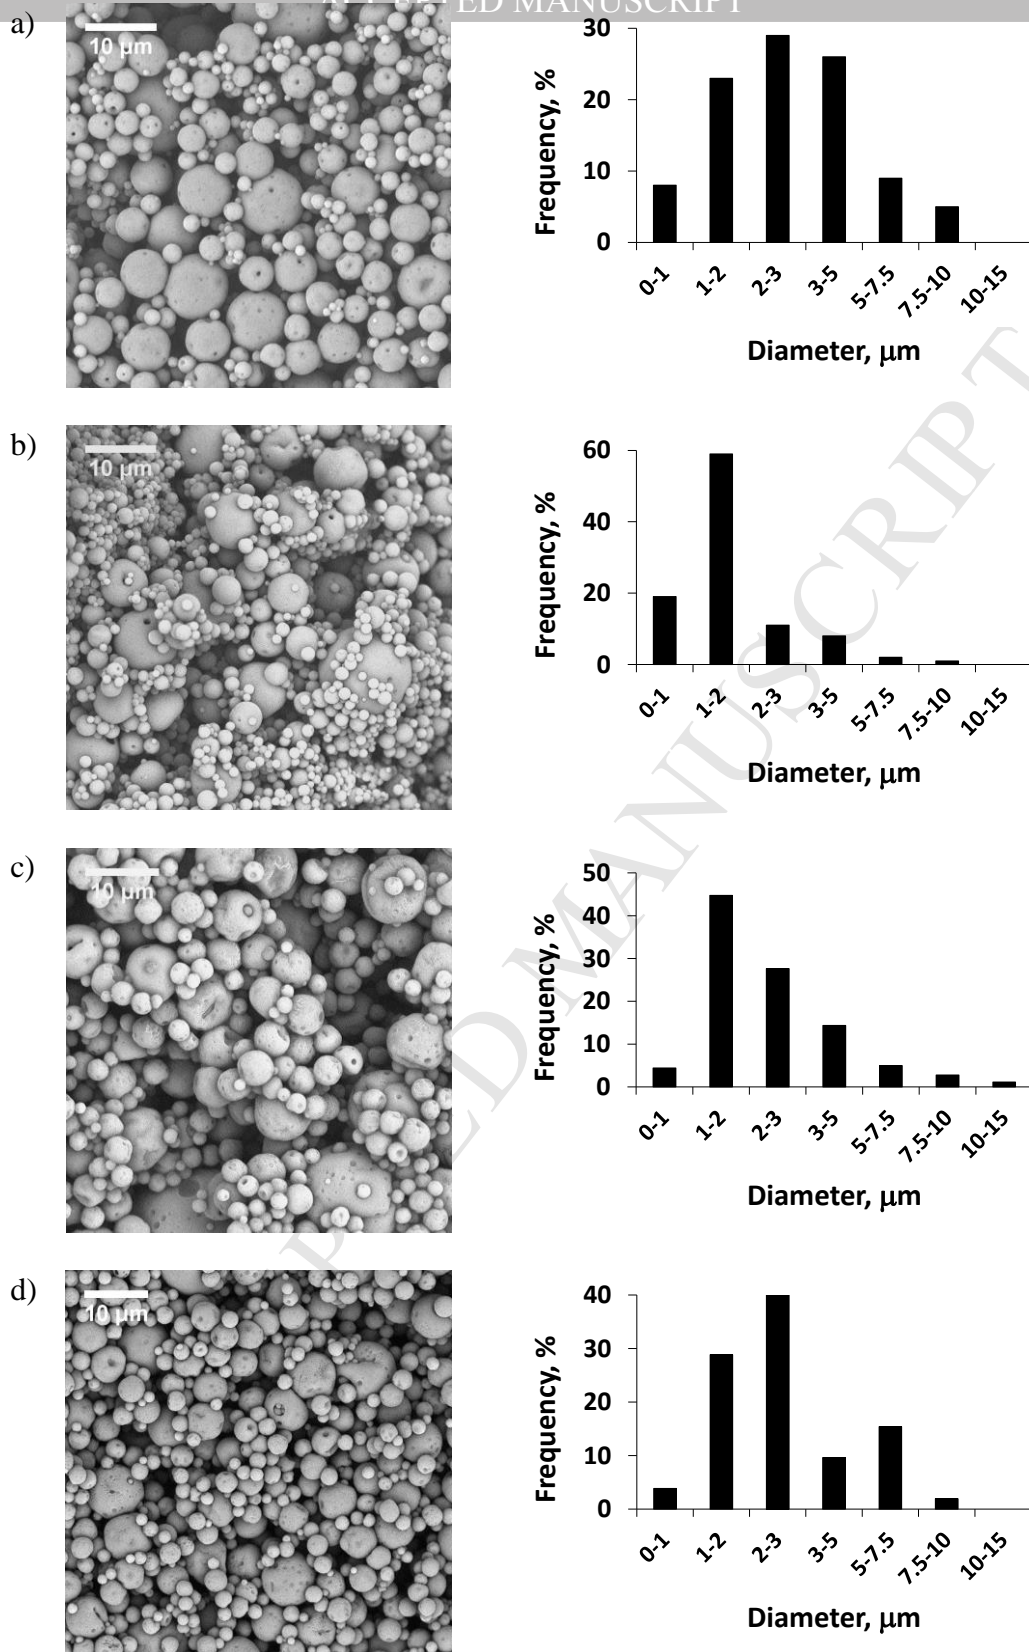 ACCEPTED MANUSCRIPT
a)
10 µm
Frequency, %
30
20
10
0
0-1
1-2
2-3
3-5
5-7.5
7.5-10
10-15
Diameter, µm
b)
10 µm
Frequency, %
60
40
20
0
0-1
1-2
2-3
3-5
5-7.5
7.5-10
10-15
Diameter, µm
c)
10 µm
Frequency, %
50
40
30
20
10
0
0-1
1-2
2-3
3-5
5-7.5
7.5-10
10-15
Diameter, µm
d)
10 µm
Frequency, %
40
30
20
10
0
0-1
1-2
2-3
3-5
5-7.5
7.5-10
10-15
Diameter, µm